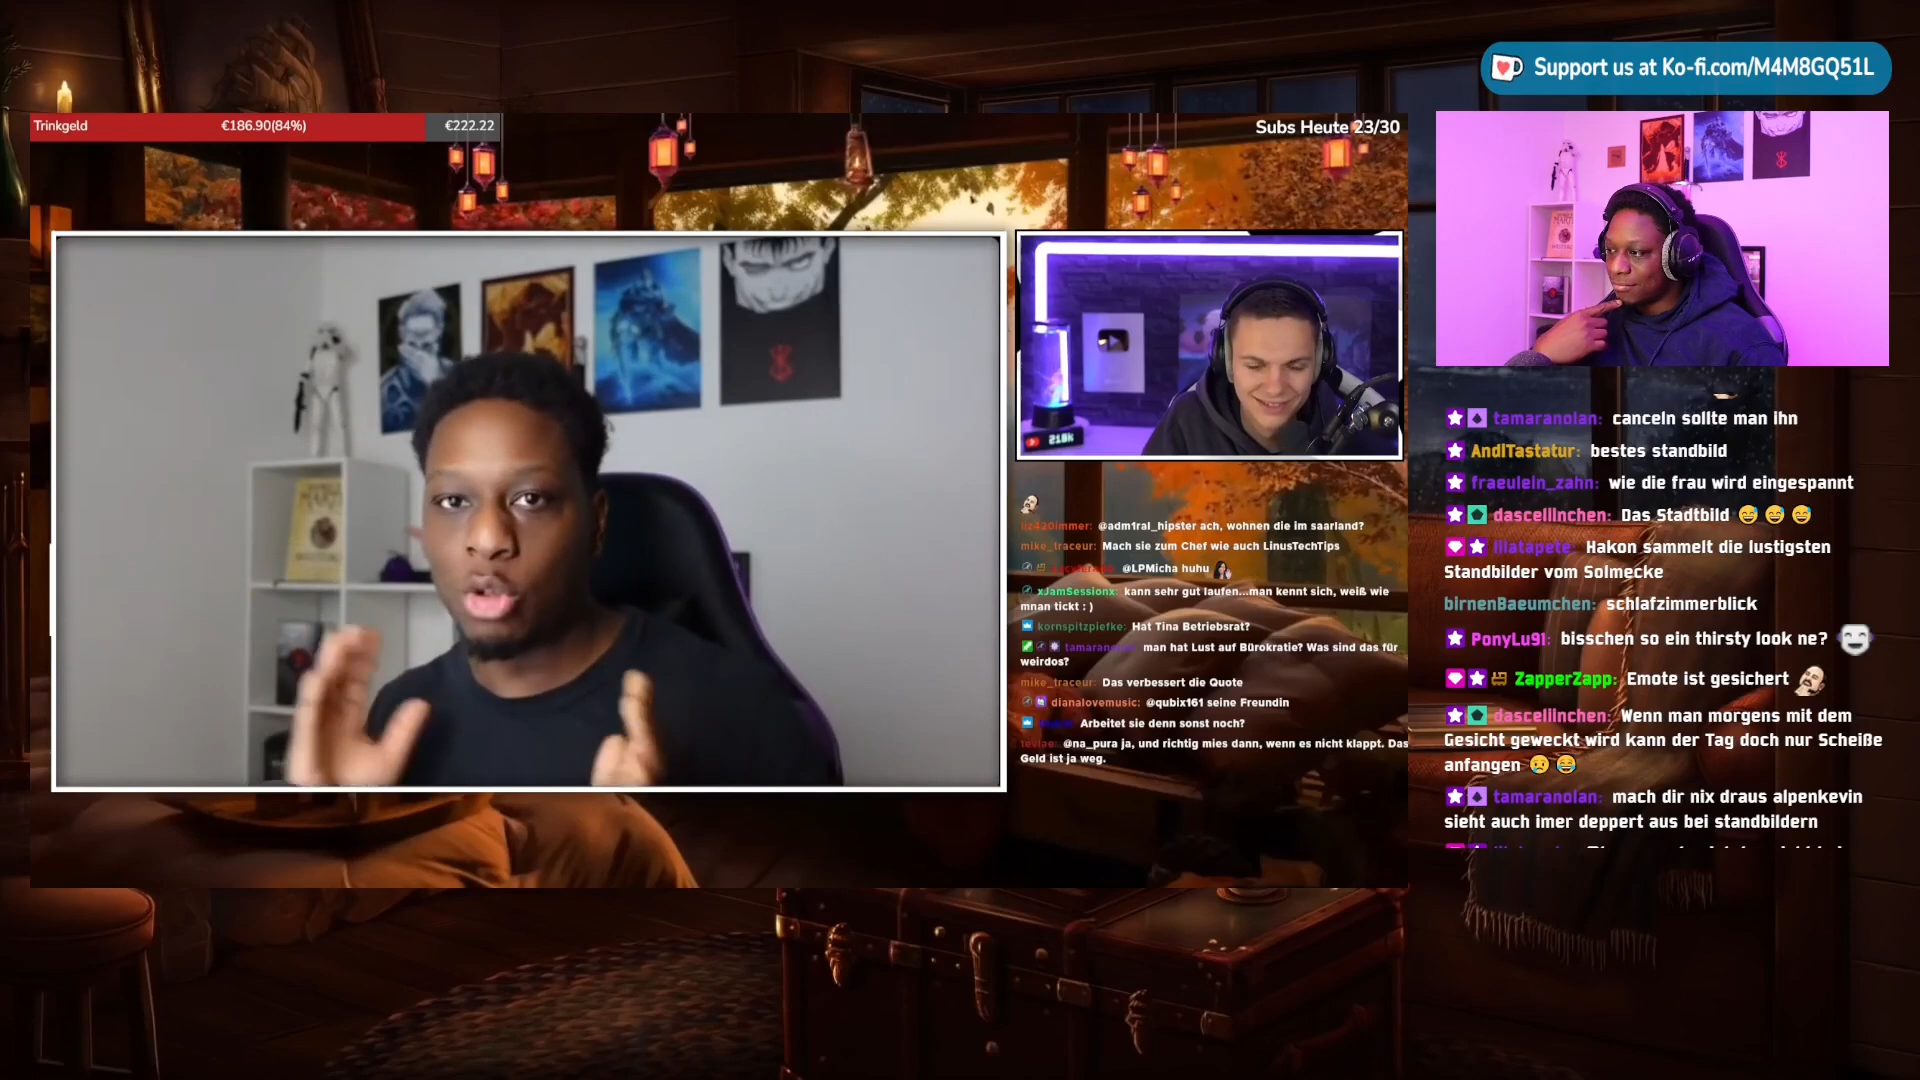 Support us at Ko-fi.com/M4M8GQ51L
Trinkgeld €186.90(84%) €222.22
Subs Heute 23/30
218k
liz420immer: @adm1ral_hipster ach, wohnen die im saarland?
mike_traceur: Mach sie zum Chef wie auch LinusTechTips
@LPMicha huhu
xJamSessionx: kann sehr gut laufen...man kennt sich, weiß wie
mnan tickt : )
kornspitzpiefke: Hat Tina Betriebsrat?
man hat Lust auf Bürokratie? Was sind das für
weirdos?
mike_traceur: Das verbessert die Quote
dianalovemusic: @qubix161 seine Freundin
Arbeitet sie denn sonst noch?
@na_pura ja, und richtig mies dann, wenn es nicht klappt. Das
Geld ist ja weg.
tamaranolan: canceln sollte man ihn
AndiTastatur: bestes standbild
fraeulein_zahn: wie die frau wird eingespannt
dascellinchen: Das Stadtbild 😅 😅 😅
lilatapete: Hakon sammelt die lustigsten
Standbilder vom Solmecke
birnenBaeumchen: schlafzimmerblick
PonyLu91: bisschen so ein thirsty look ne?
ZapperZapp: Emote ist gesichert
dascellinchen: Wenn man morgens mit dem
Gesicht geweckt wird kann der Tag doch nur Scheiße
anfangen 😥 😂
tamaranolan: mach dir nix draus alpenkevin
sieht auch imer deppert aus bei standbildern